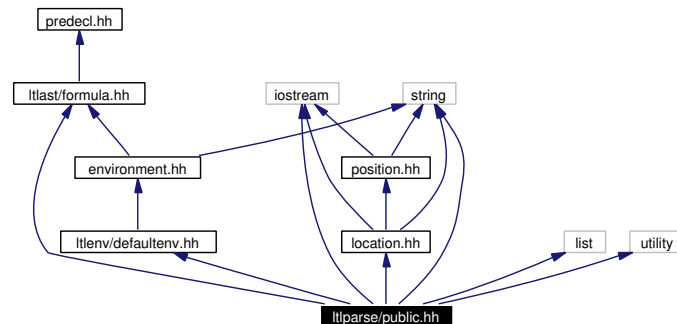 predecl.hh
ltlast/formula.hh
iostream
string
environment.hh
position.hh
ltlenv/defaultenv.hh
location.hh
list
utility
ltlparse/public.hh